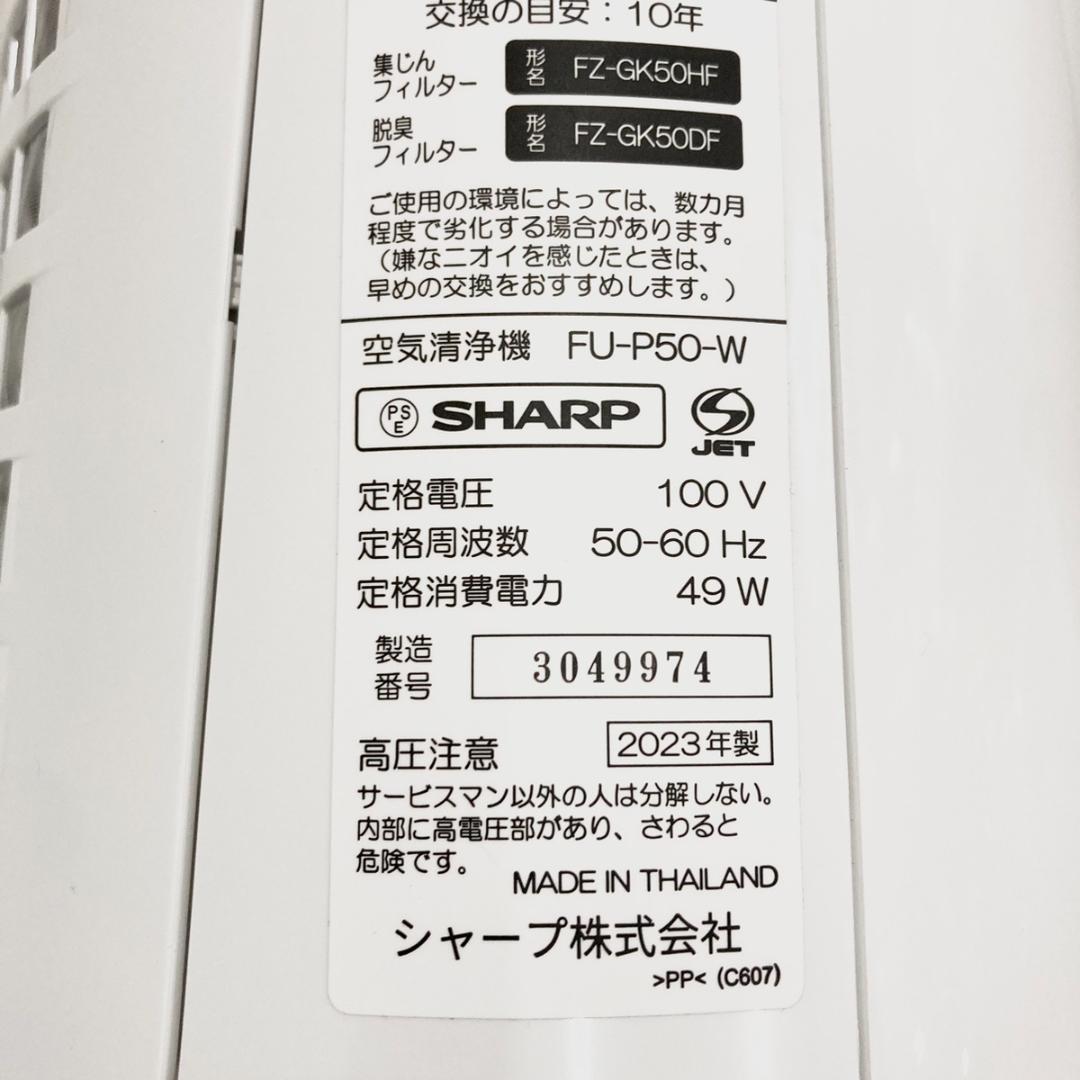 交換の目安：10年
集じん
フィルター
形名 FZ-GK50HF
脱臭
フィルター
形名 FZ-GK50DF
ご使用の環境によっては、数カ月
程度で劣化する場合があります。
（嫌なニオイを感じたときは、
早めの交換をおすすめします。）
空気清浄機 FU-P50-W
PSE SHARP JET
定格電圧 100 V
定格周波数 50-60 Hz
定格消費電力 49 W
製造
番号
3049974
高圧注意 2023年製
サービスマン以外の人は分解しない。
内部に高電圧部があり、さわると
危険です。
MADE IN THAILAND
シャープ株式会社
>PP< (C607)